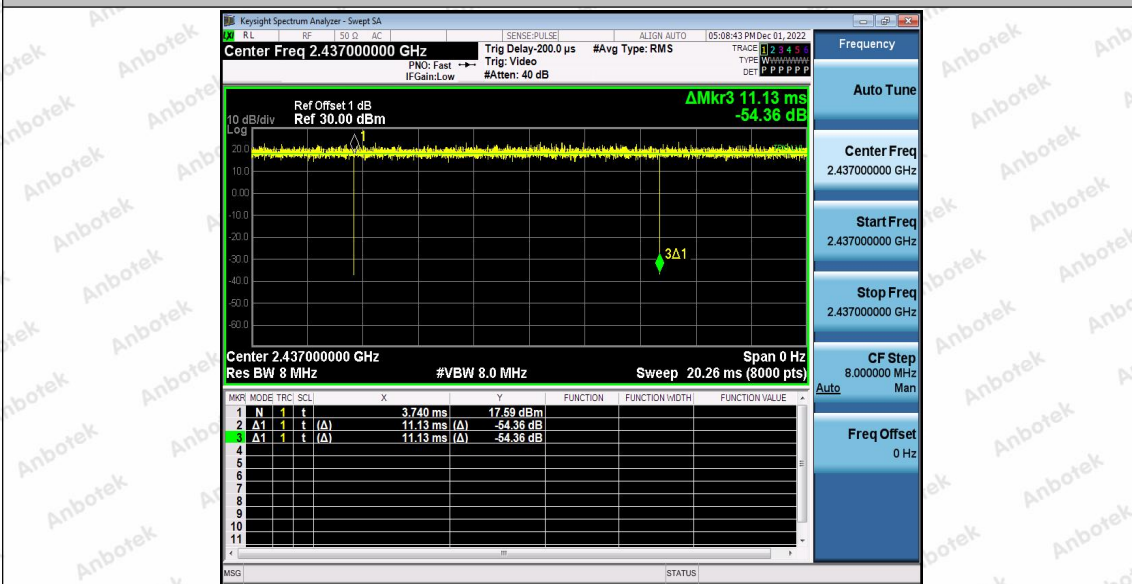 Keysight Spectrum Analyzer - Swept SA
LXI RL RF 50 Ω AC SENSE:PULSE ALIGN AUTO 05:08:43 PM Dec 01, 2022
Center Freq 2.437000000 GHz
PNO: Fast
IFGain:Low
Trig Delay-200.0 µs
Trig: Video
#Atten: 40 dB
#Avg Type: RMS
TRACE 1 2 3 4 5 6
TYPE WWWWWW
DET P P P P P P
Frequency
Auto Tune
Center Freq
2.437000000 GHz
Start Freq
2.437000000 GHz
Stop Freq
2.437000000 GHz
CF Step
8.000000 MHz
Auto Man
Freq Offset
0 Hz
ΔMkr3 11.13 ms
-54.36 dB
Ref Offset 1 dB
10 dB/div Ref 30.00 dBm
Log
20.0
10.0
0.00
-10.0
-20.0
-30.0
-40.0
-50.0
-60.0
1
3Δ1
Center 2.437000000 GHz Span 0 Hz
Res BW 8 MHz #VBW 8.0 MHz Sweep 20.26 ms (8000 pts)
MKR MODE TRC SCL X Y FUNCTION FUNCTION WIDTH FUNCTION VALUE
1 N 1 t 3.740 ms 17.59 dBm
2 Δ1 1 t (Δ) 11.13 ms (Δ) -54.36 dB
3 Δ1 1 t (Δ) 11.13 ms (Δ) -54.36 dB
4
5
6
7
8
9
10
11
MSG STATUS
Anbotek